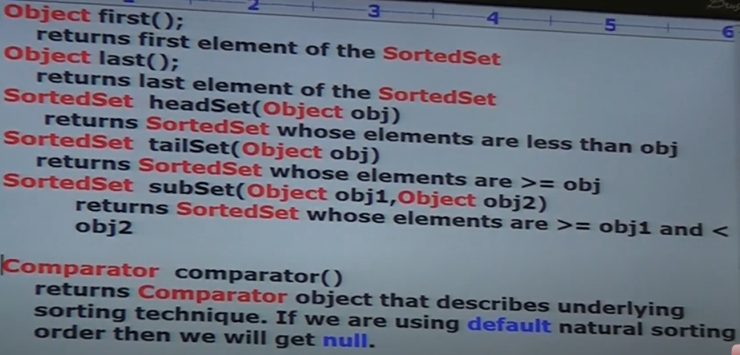 2 3 4 5 6
Object first();
returns first element of the SortedSet
Object last();
returns last element of the SortedSet
SortedSet headSet(Object obj)
returns SortedSet whose elements are less than obj
SortedSet tailSet(Object obj)
returns SortedSet whose elements are >= obj
SortedSet subSet(Object obj1,Object obj2)
returns SortedSet whose elements are >= obj1 and <
obj2
Comparator comparator()
returns Comparator object that describes underlying
sorting technique. If we are using default natural sorting
order then we will get null.